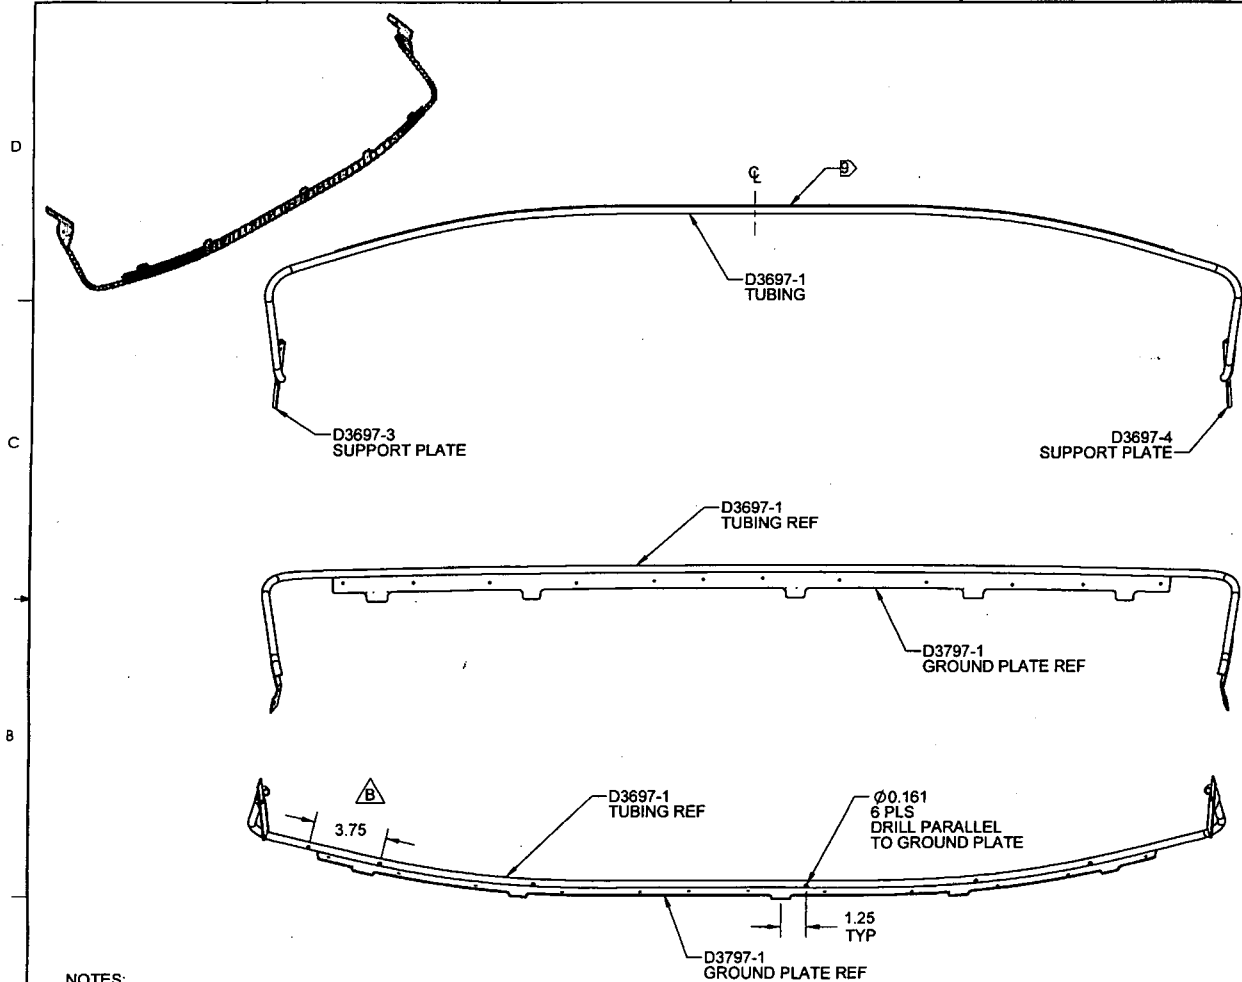 D
℄
9
D3697-1
TUBING
D3697-3
SUPPORT PLATE
D3697-4
SUPPORT PLATE
C
D3697-1
TUBING REF
D3797-1
GROUND PLATE REF
B
B
3.75
D3697-1
TUBING REF
Ø0.161
6 PLS
DRILL PARALLEL
TO GROUND PLATE
1.25
TYP
D3797-1
GROUND PLATE REF
NOTES: